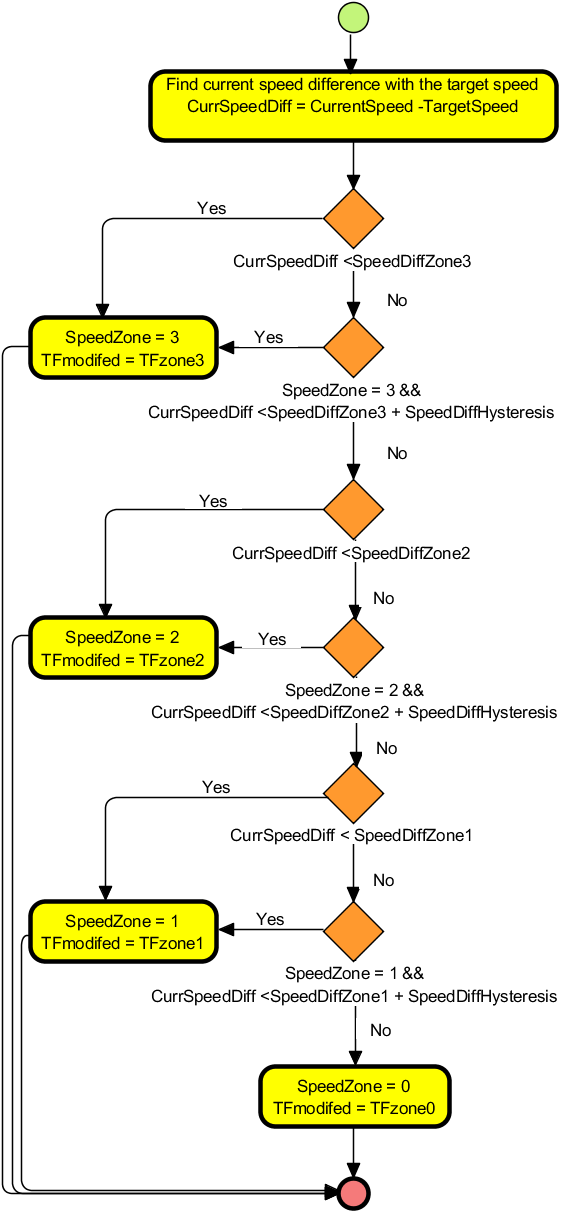 Find current speed difference with the target speed
CurrSpeedDiff = CurrentSpeed -TargetSpeed
Yes
CurrSpeedDiff <SpeedDiffZone3
No
SpeedZone = 3
TFmodifed = TFzone3
Yes
SpeedZone = 3 &&
CurrSpeedDiff <SpeedDiffZone3 + SpeedDiffHysteresis
No
Yes
CurrSpeedDiff <SpeedDiffZone2
No
SpeedZone = 2
TFmodifed = TFzone2
Yes
SpeedZone = 2 &&
CurrSpeedDiff <SpeedDiffZone2 + SpeedDiffHysteresis
No
Yes
CurrSpeedDiff < SpeedDiffZone1
No
SpeedZone = 1
TFmodifed = TFzone1
Yes
SpeedZone = 1 &&
CurrSpeedDiff <SpeedDiffZone1 + SpeedDiffHysteresis
No
SpeedZone = 0
TFmodifed = TFzone0